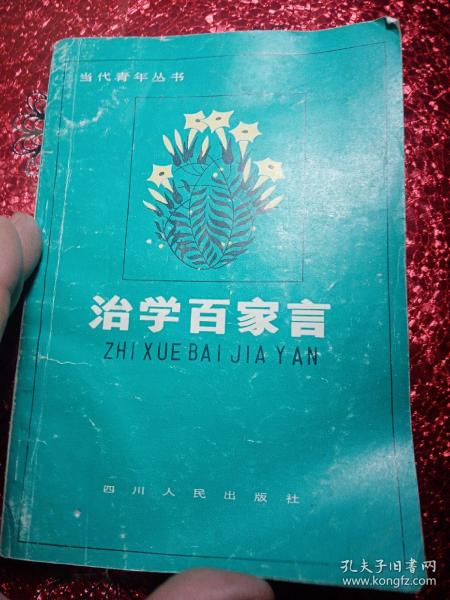 当代青年丛书
治学百家言
ZHI XUE BAI JIA YAN
四川人民出版社
孔夫子旧书网
www.kongfz.com